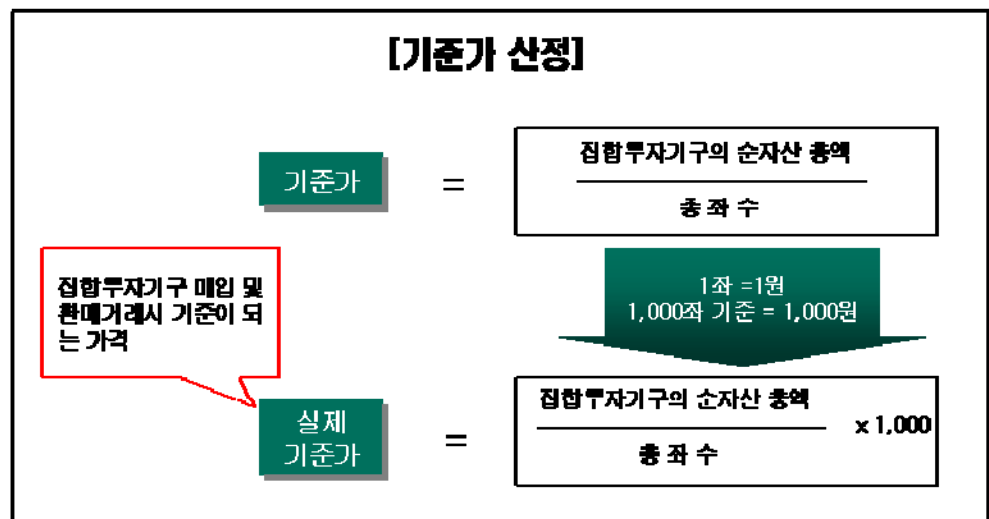 [기준가 산정]
기준가
=
집합투자기구의 순자산 총액
총 좌 수
집합투자기구 매입 및
환매거래시 기준이 되
는 가격
1좌 =1원
1,000좌 기준 = 1,000원
실제
기준가
=
집합투자기구의 순자산 총액
총 좌 수
x 1,000